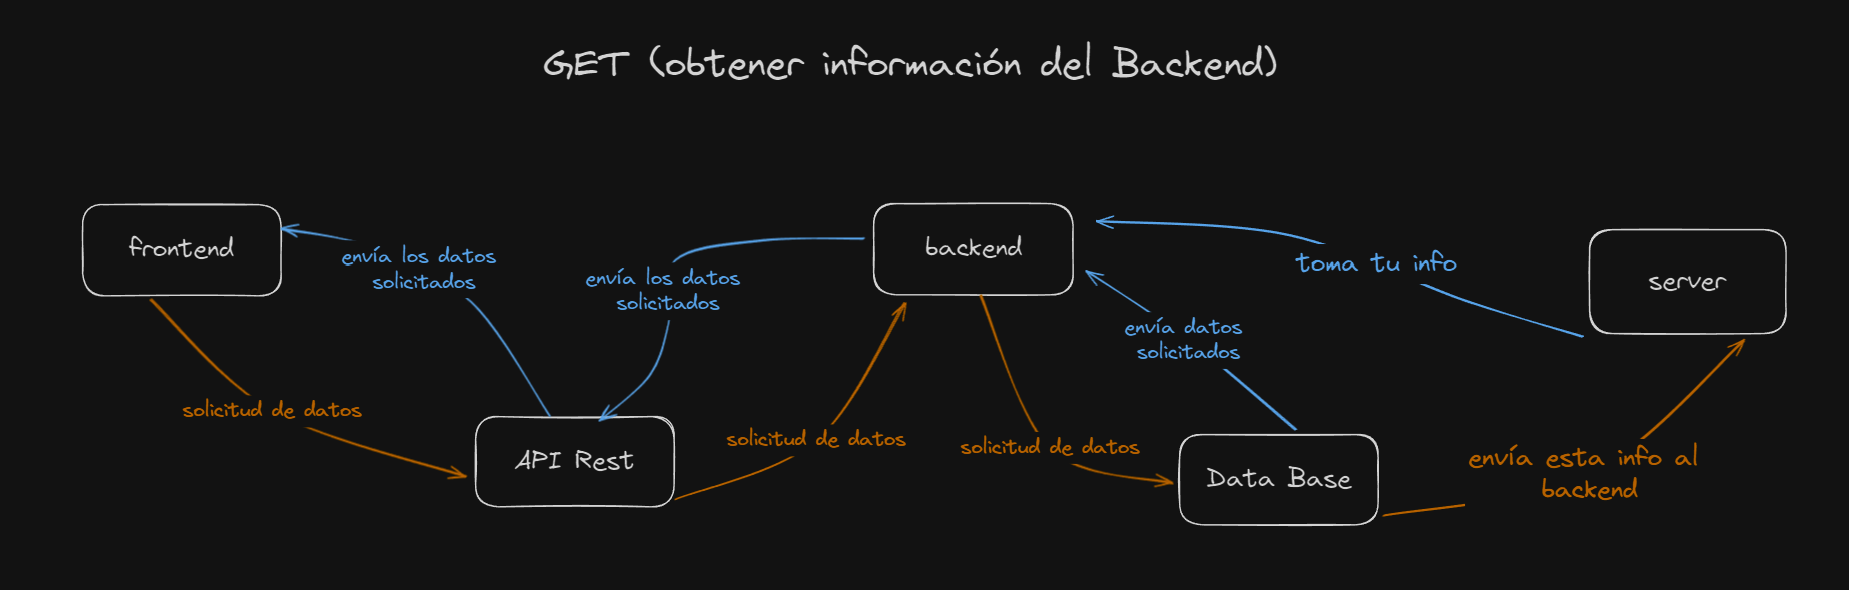 GET (obtener información del Backend)
frontend
envía los datos
solicitados
solicitud de datos
API Rest
envía los datos
solicitados
solicitud de datos
backend
solicitud de datos
envía datos
solicitados
Data Base
toma tu info
envía esta info al
backend
server